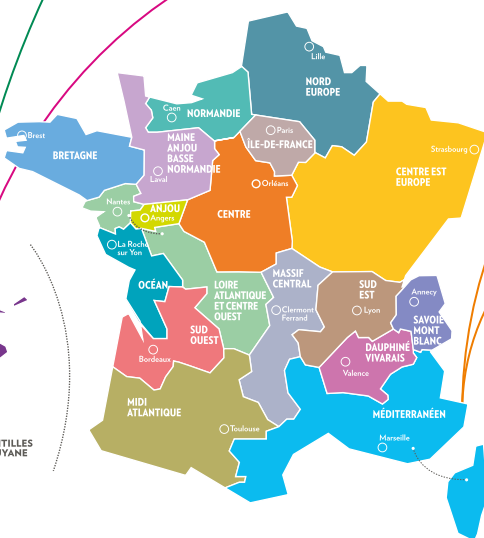 Lille
NORD
EUROPE
Caen
NORMANDIE
Paris
ÎLE-DE-FRANCE
Brest
BRETAGNE
MAINE
ANJOU
BASSE
NORMANDIE
Laval
Strasbourg
CENTRE EST
EUROPE
Orléans
CENTRE
Nantes
ANJOU
Angers
La Roche
sur Yon
OCÉAN
LOIRE
ATLANTIQUE
ET CENTRE
OUEST
MASSIF
CENTRAL
Clermont
Ferrand
SUD
EST
Lyon
Annecy
SAVOIE
MONT
BLANC
SUD
OUEST
Bordeaux
DAUPHINÉ
VIVARAIS
Valence
MIDI
ATLANTIQUE
Toulouse
MÉDITERRANÉEN
Marseille
TILLES
YANE